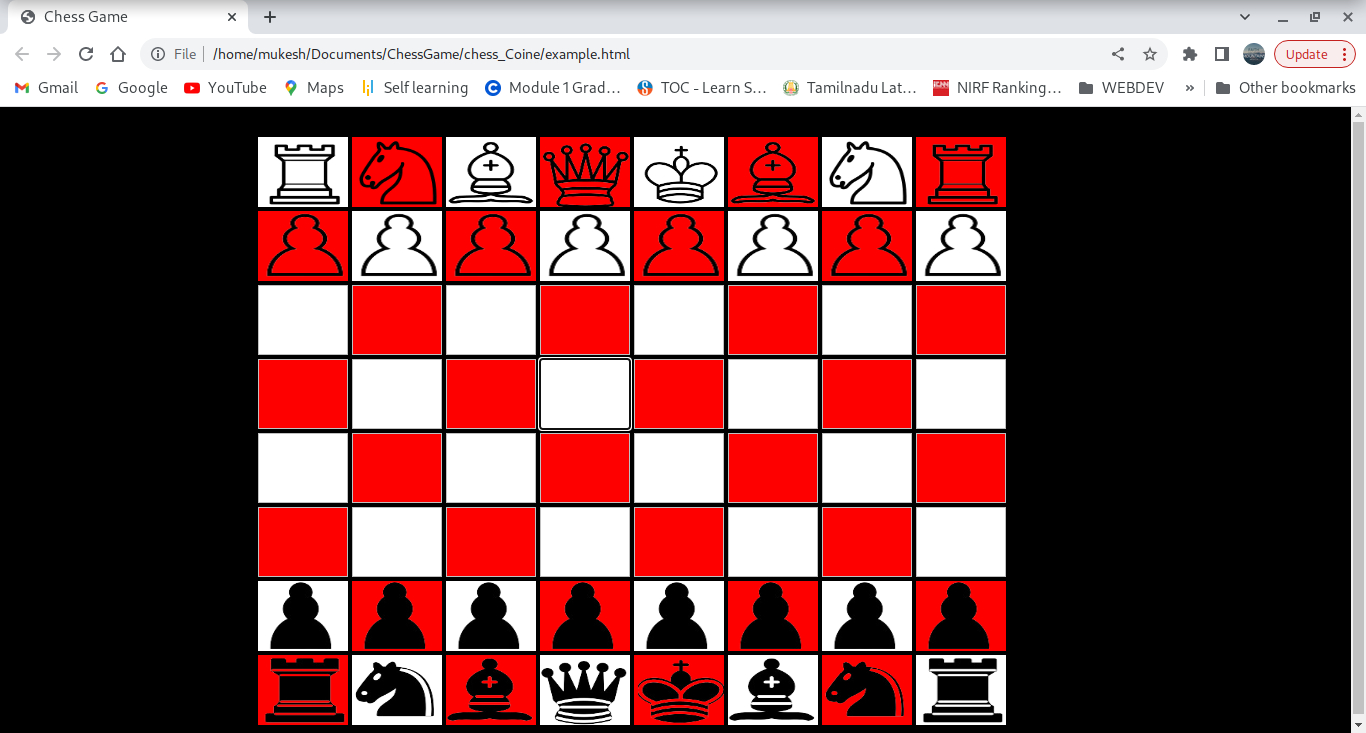 Chess Game
File /home/mukesh/Documents/ChessGame/chess_Coine/example.html Update
Gmail Google YouTube Maps Self learning Module 1 Grad... TOC - Learn S... Tamilnadu Lat... NIRF Ranking... WEBDEV » Other bookmarks